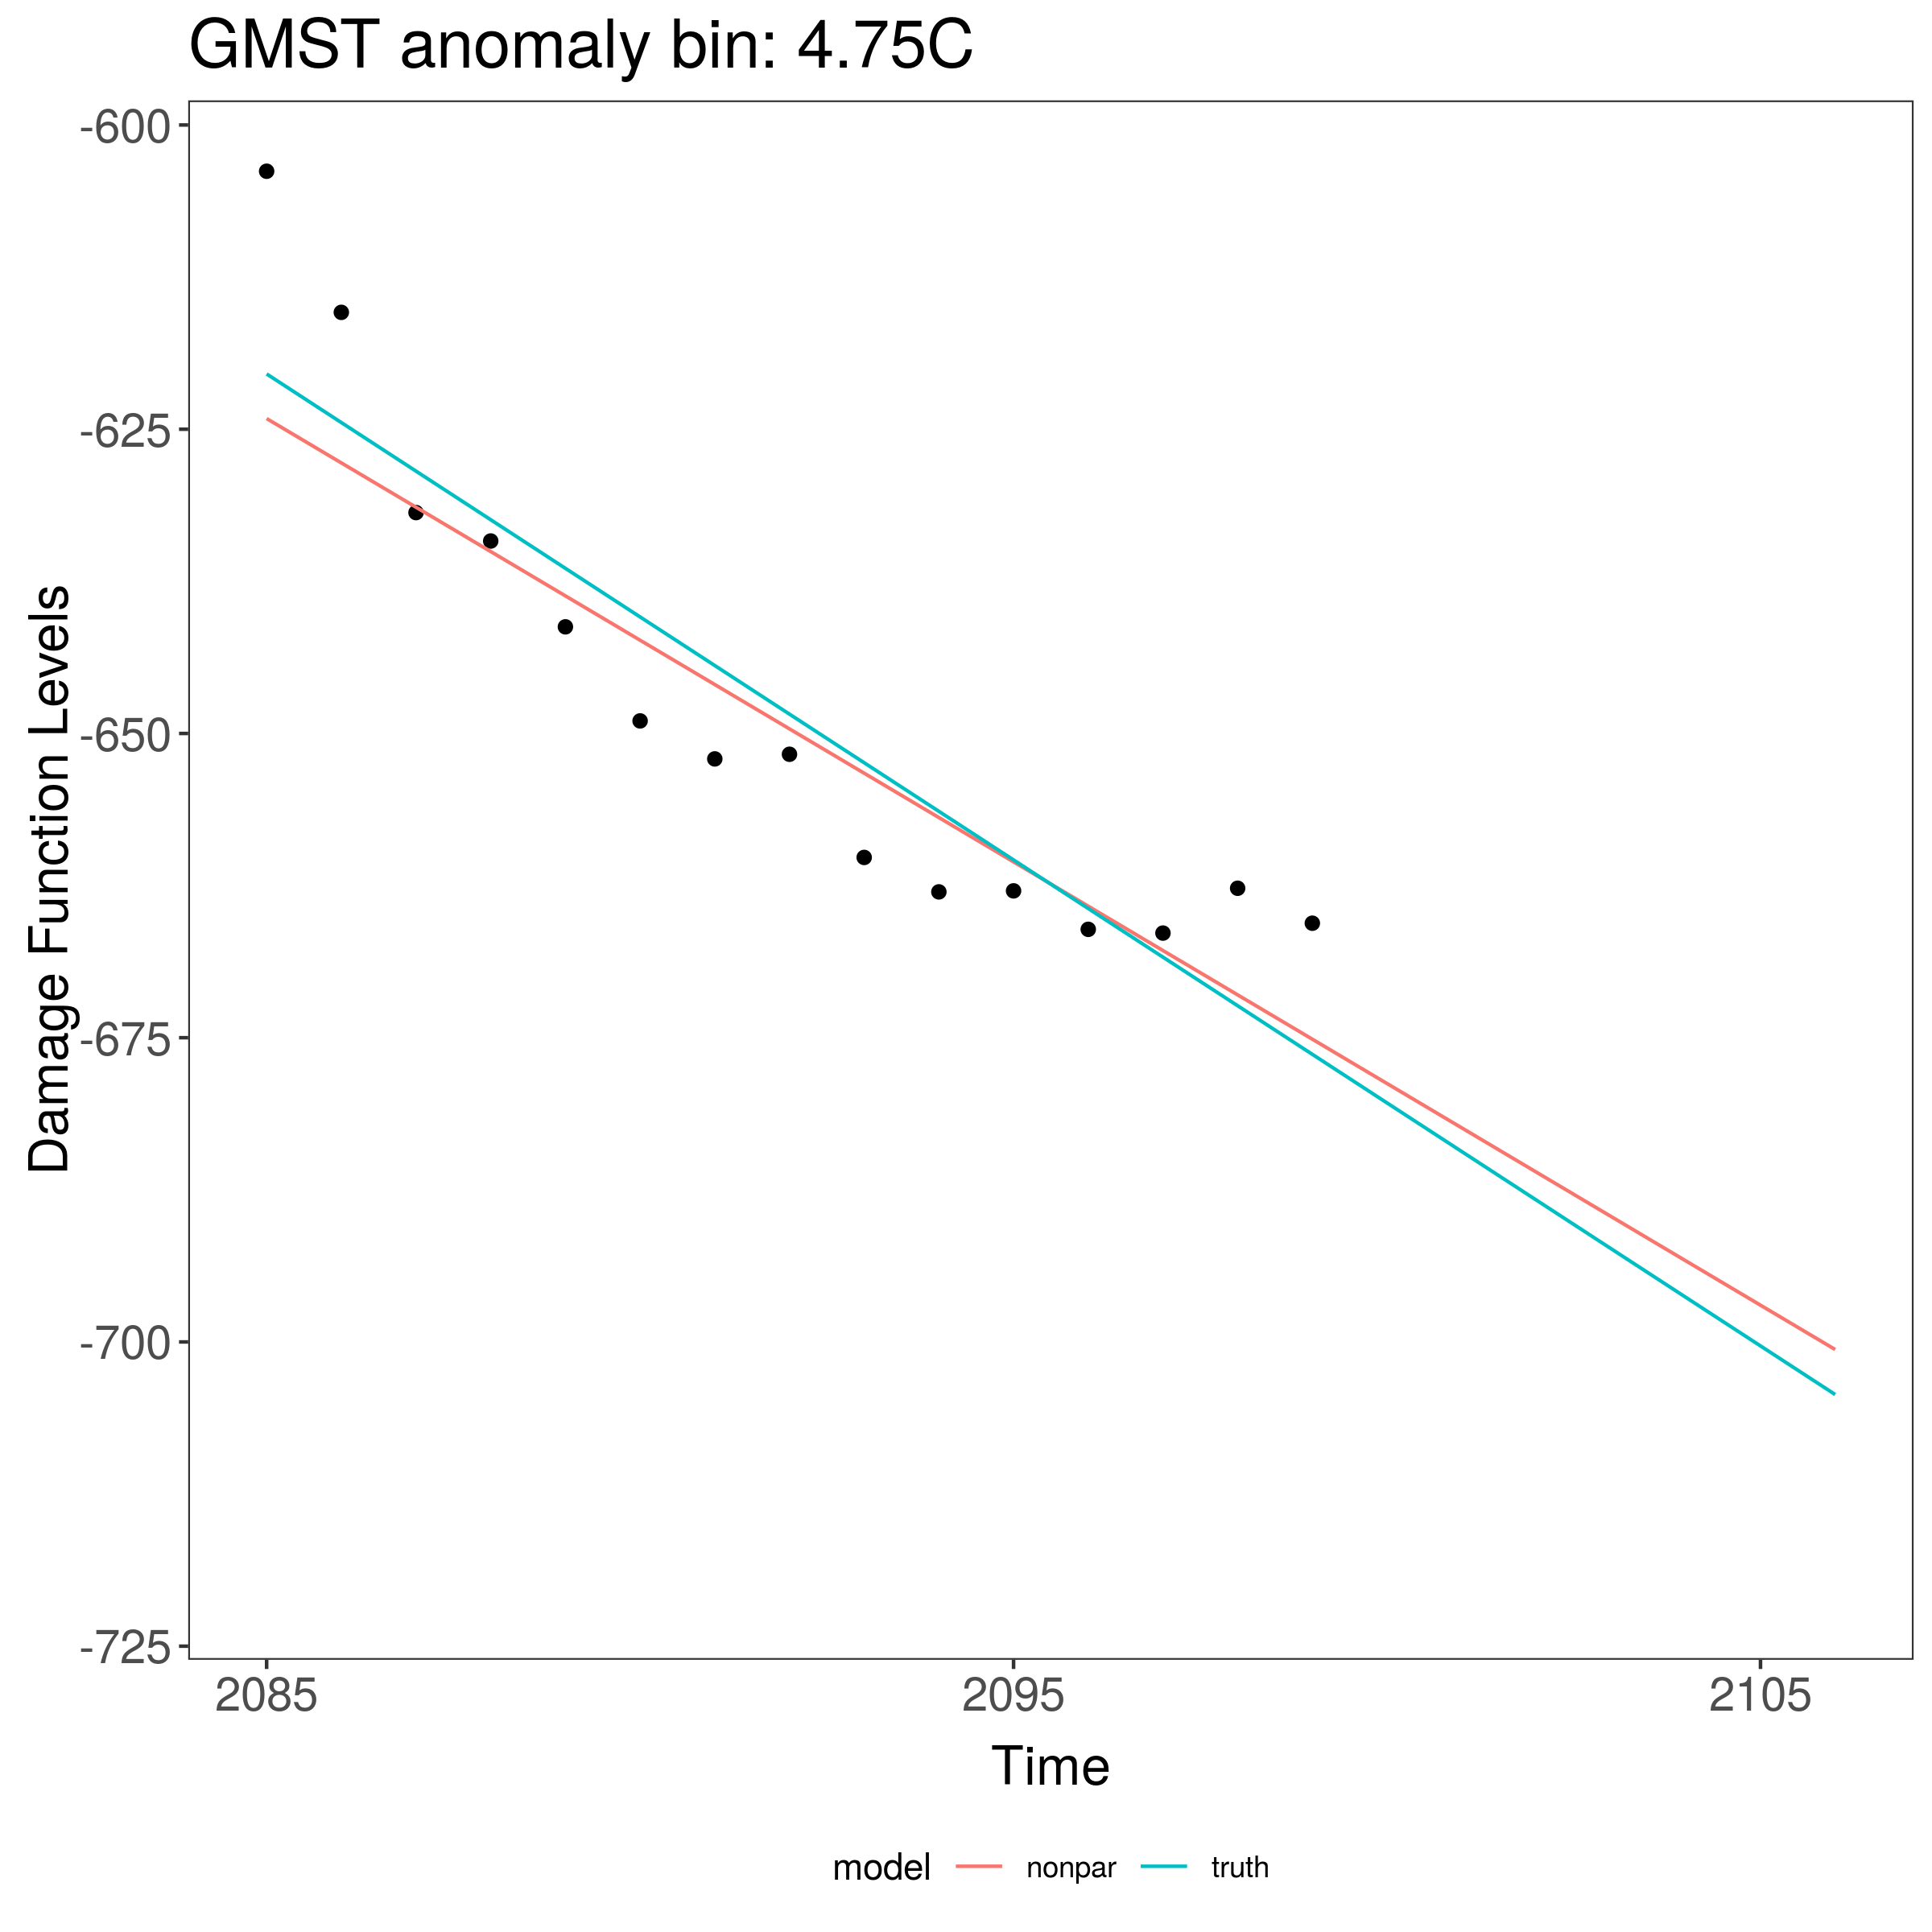 GMST anomaly bin: 4.75C
-600
-625
-650
-675
-700
-725
Damage Function Levels
2085 2095 2105
Time
model nonpar truth